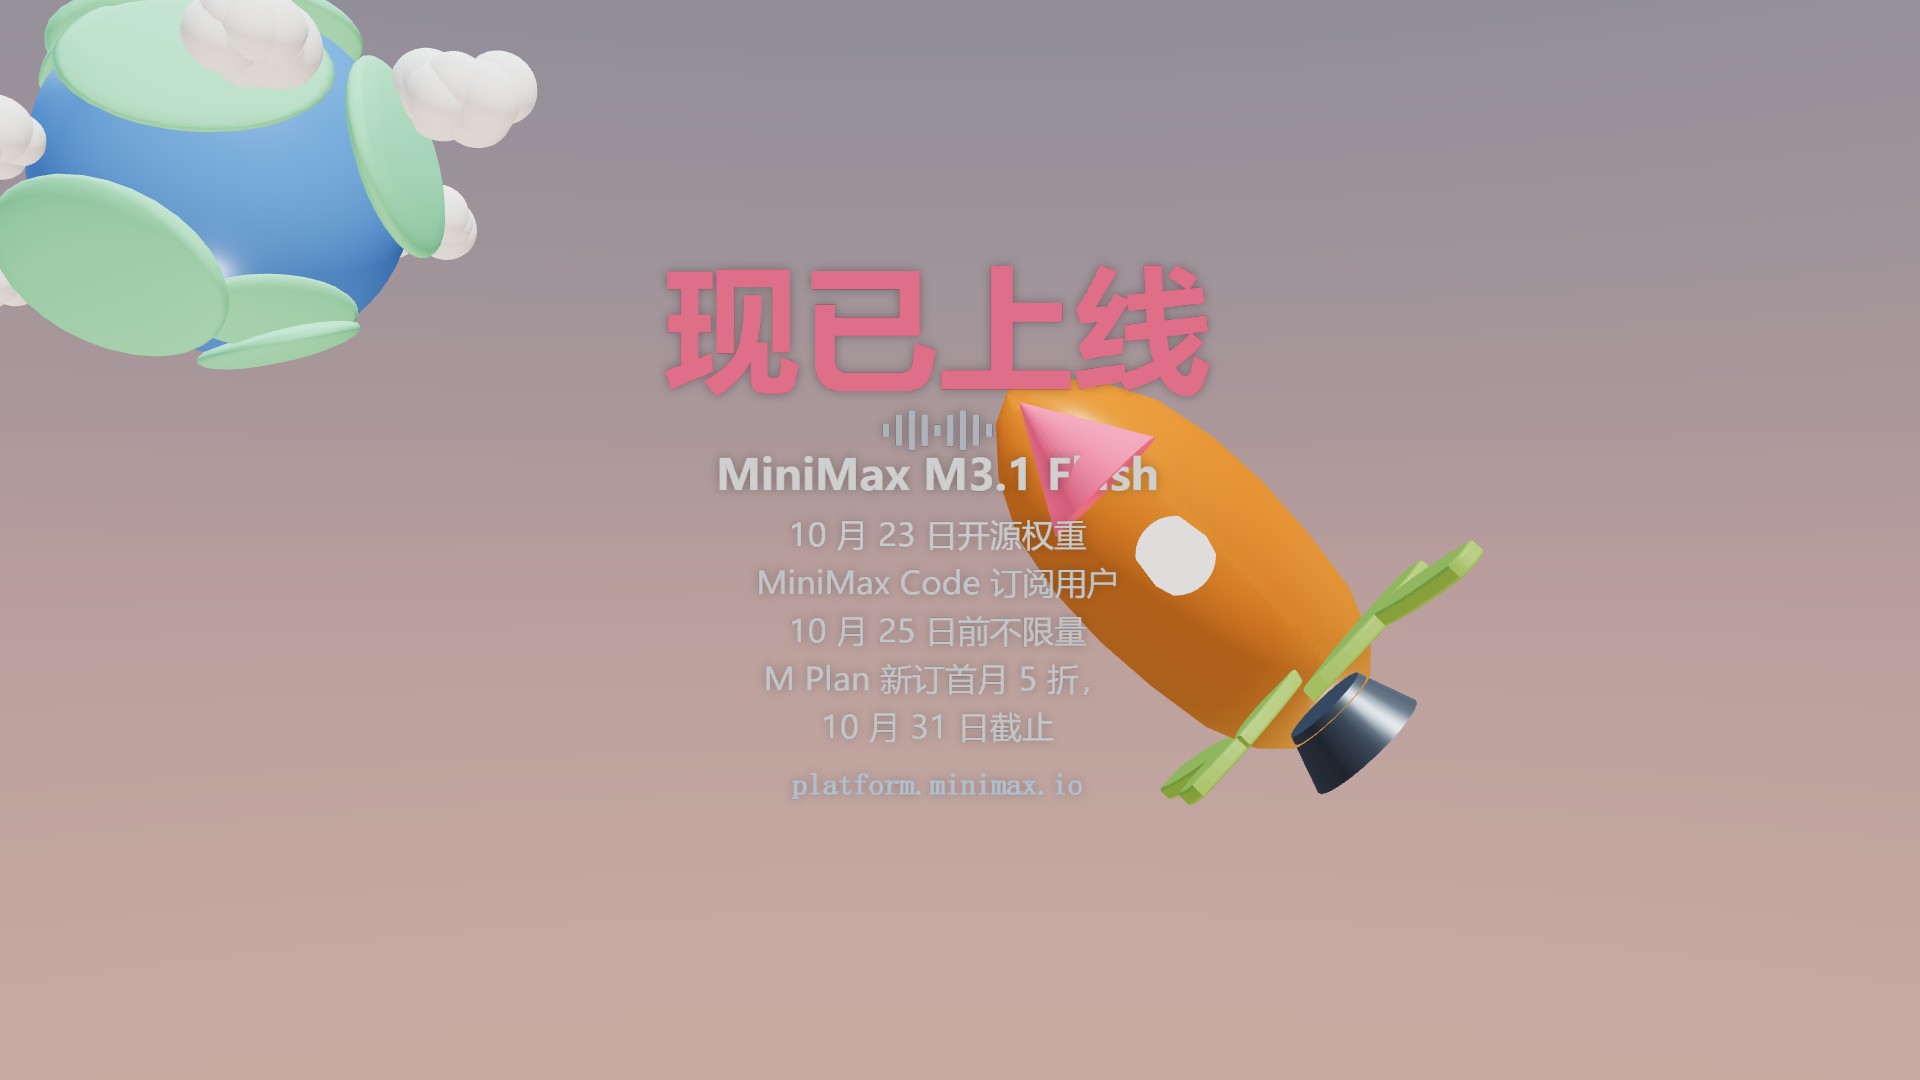 现已上线
MiniMax M3.1 Flash
10 月 23 日开源权重
MiniMax Code 订阅用户
10 月 25 日前不限量
M Plan 新订首月 5 折，
10 月 31 日截止
platform.minimax.io